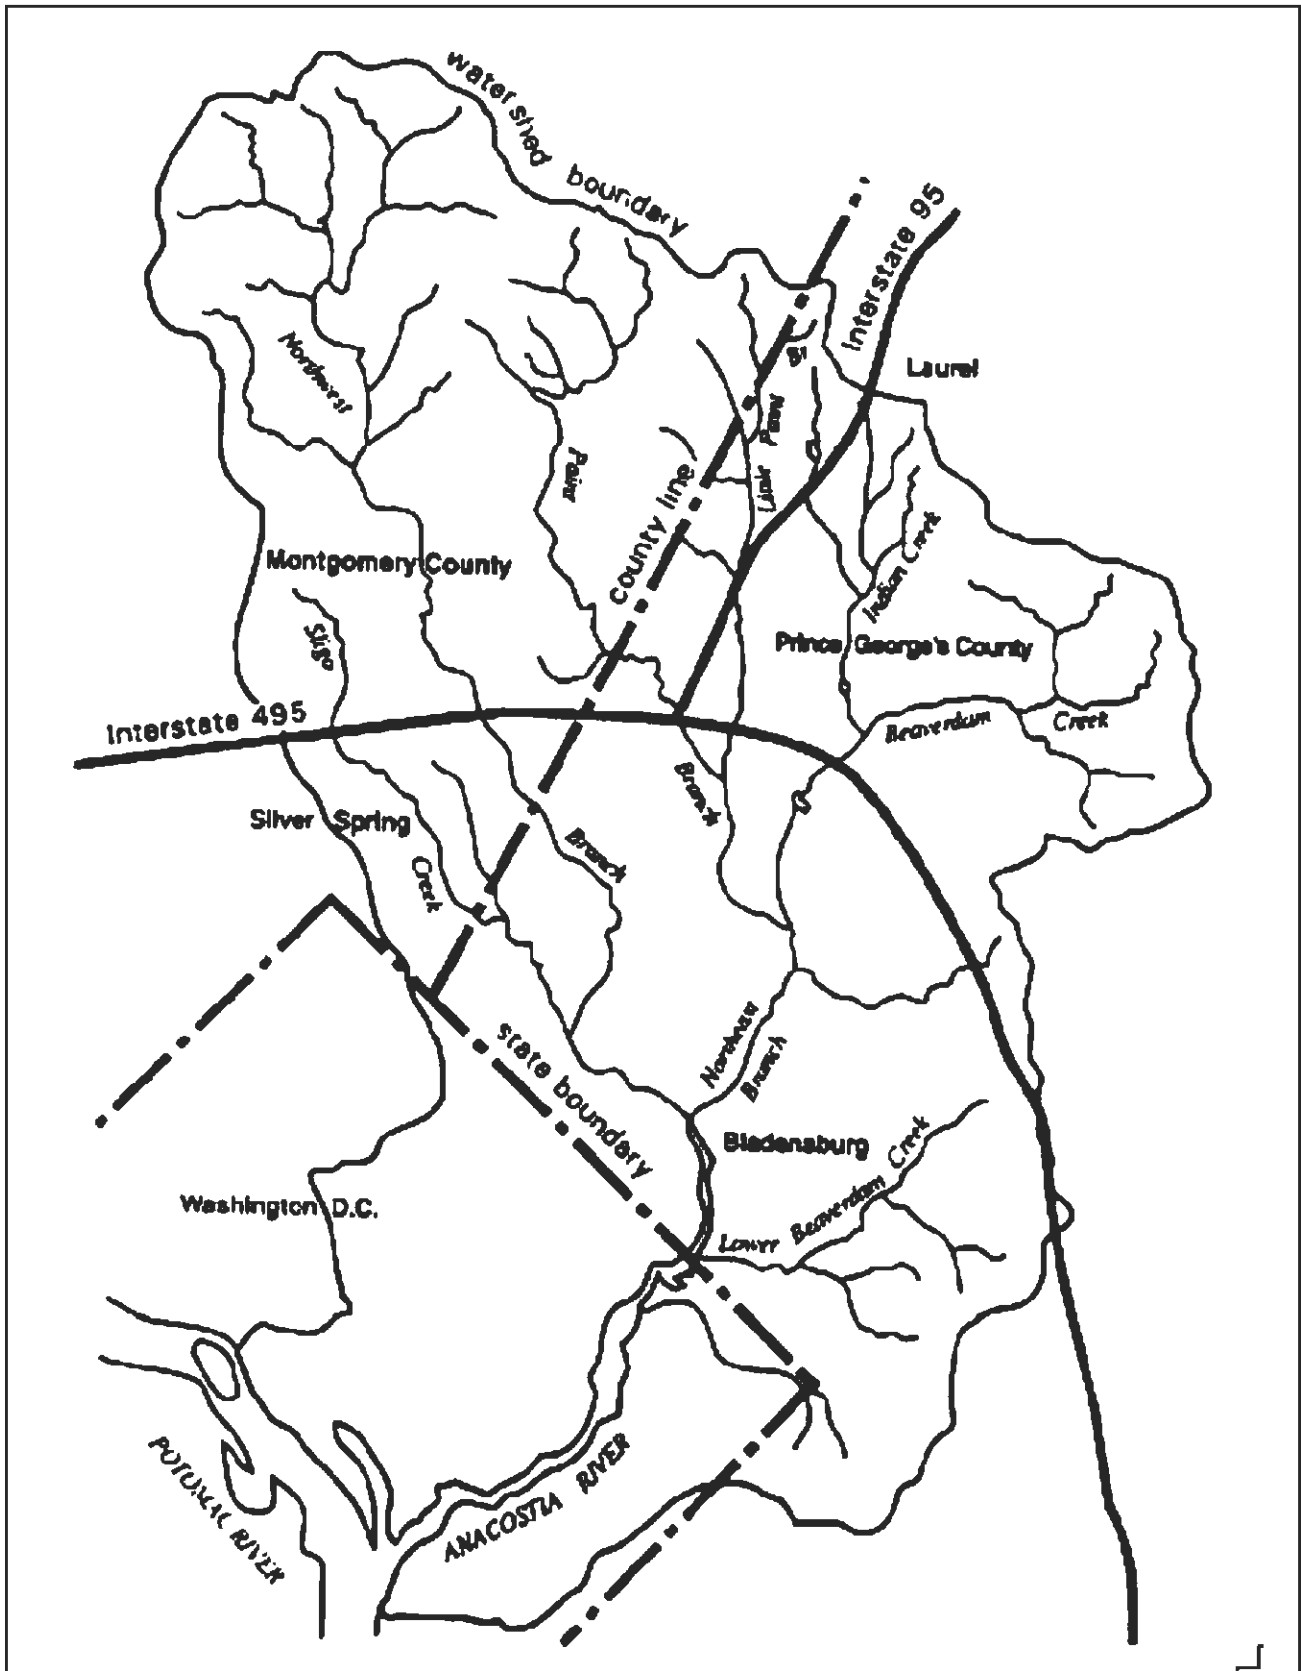 watershed boundary
Interstate 95
Laurel
Northwest
Paint
Little Paint
County line
Montgomery County
Indian Creek
Sligo
Prince George's County
Interstate 495
Beaverdam Creek
Silver Spring
Branch
Creek
Branch
Northeast
Branch
state boundary
Bladensburg
Washington D.C.
Lower Beaverdam Creek
POTOMAC RIVER
ANACOSTIA RIVER